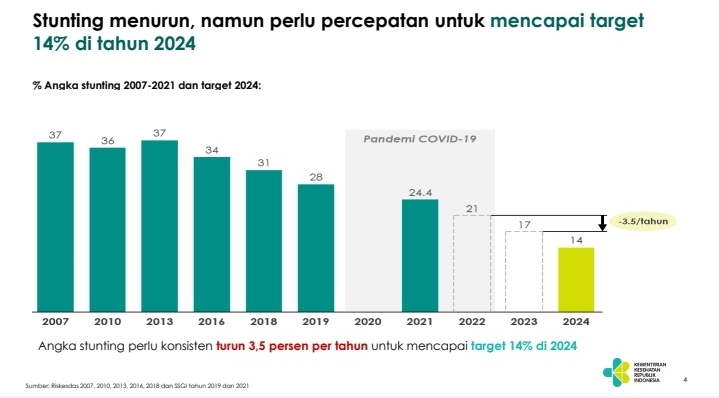 Stunting menurun, namun perlu percepatan untuk mencapai target
14% di tahun 2024
% Angka stunting 2007-2021 dan target 2024:
Pandemi COVID-19
37
36
37
34
31
28
24.4
21
17
14
-3.5/tahun
2007
2010
2013
2016
2018
2019
2020
2021
2022
2023
2024
Angka stunting perlu konsisten turun 3,5 persen per tahun untuk mencapai target 14% di 2024
KEMENTERIAN
KESEHATAN
REPUBLIK
INDONESIA
4
Sumber: Riskesdas 2007, 2010, 2013, 2016, 2018 dan SSGI tahun 2019 dan 2021